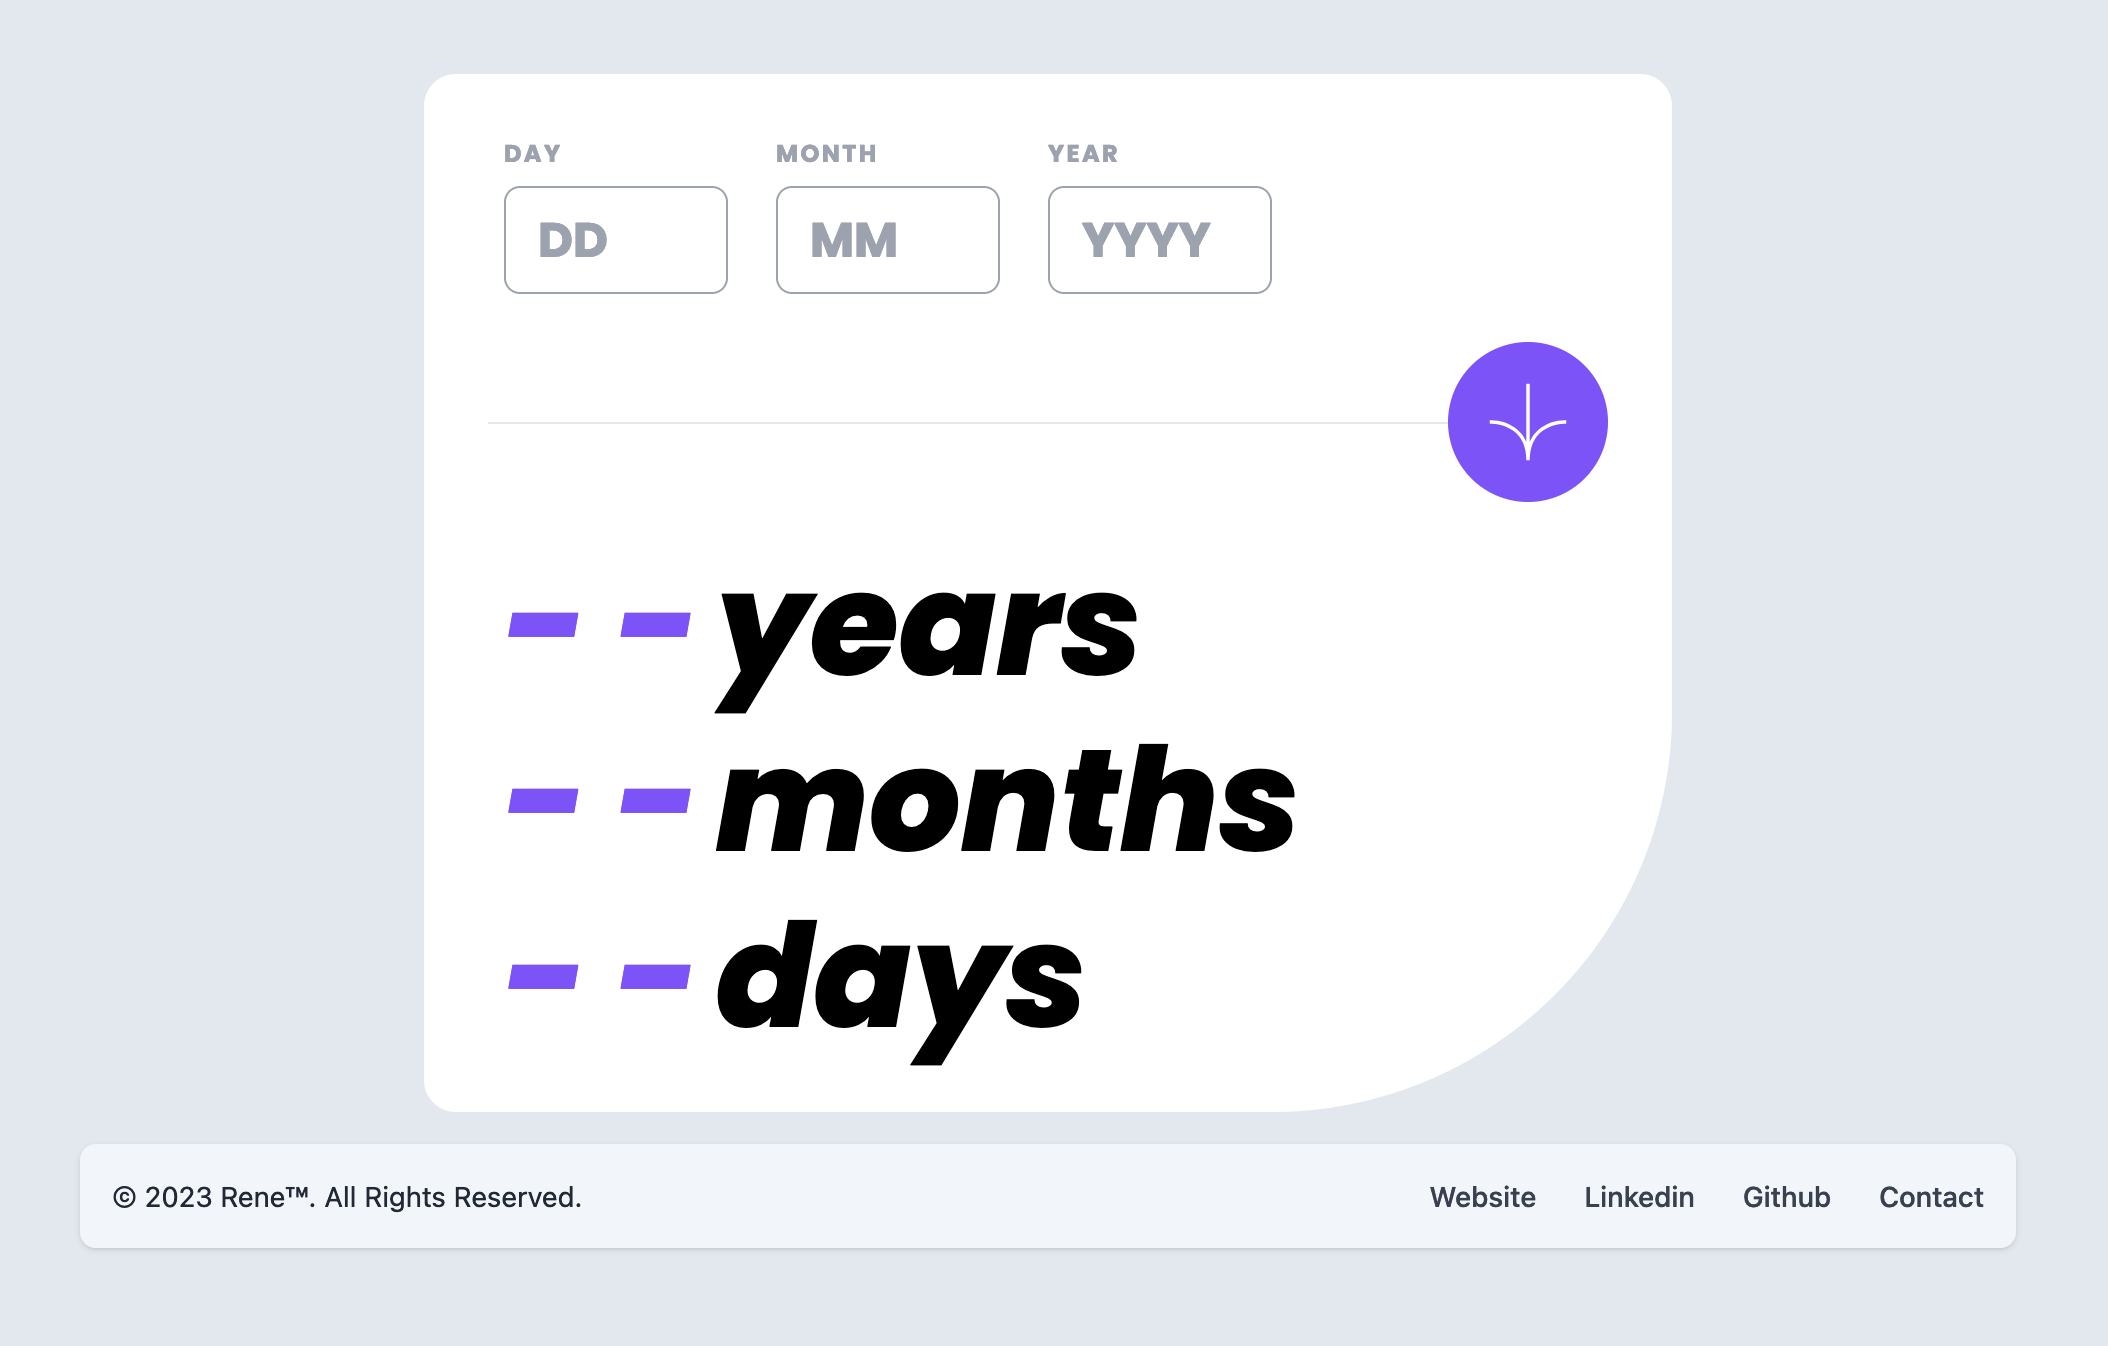 DAY MONTH YEAR
DD MM YYYY
-- years
-- months
-- days
© 2023 Rene™. All Rights Reserved. Website Linkedin Github Contact